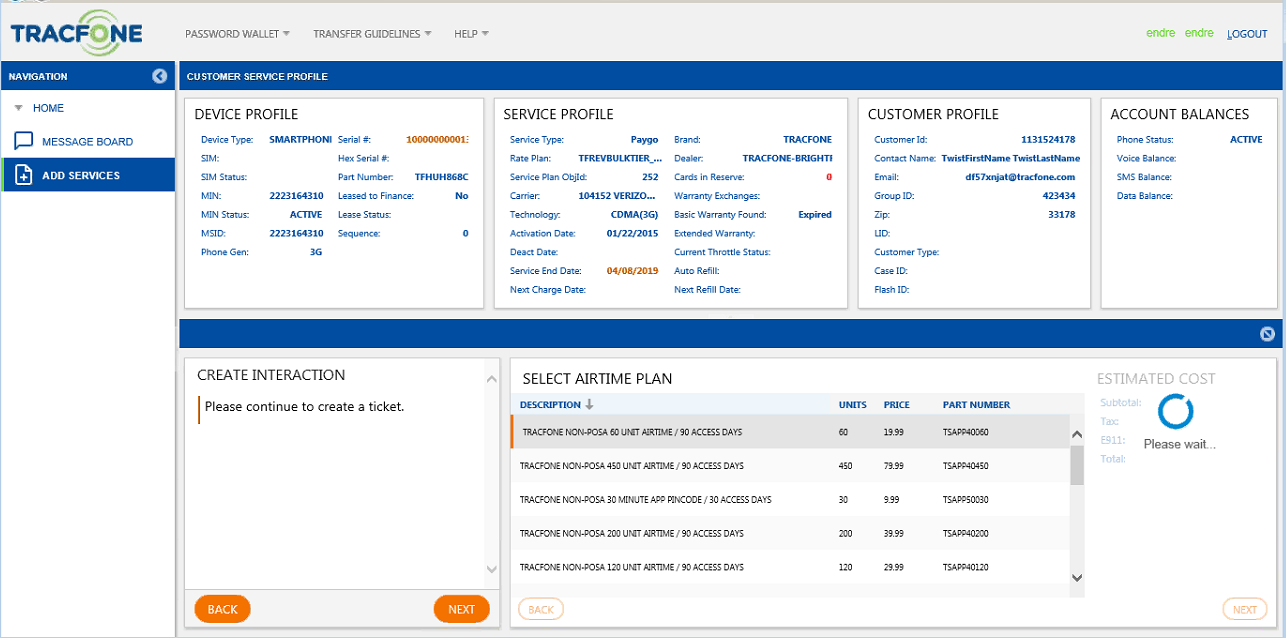 TRACFONE
PASSWORD WALLET TRANSFER GUIDELINES HELP
endre endre LOGOUT
NAVIGATION
HOME
MESSAGE BOARD
ADD SERVICES
CUSTOMER SERVICE PROFILE
DEVICE PROFILE
Device Type: SMARTPHONE Serial #: 10000000001
SIM: Hex Serial #:
SIM Status: Part Number: TFHUH868C
MIN: 2223164310 Leased to Finance: No
MIN Status: ACTIVE Lease Status:
MSID: 2223164310 Sequence: 0
Phone Gen: 3G
SERVICE PROFILE
Service Type: Paygo Brand: TRACFONE
Rate Plan: TFREVBULKTIER_... Dealer: TRACFONE-BRIGHTP
Service Plan ObjId: 252 Cards in Reserve: 0
Carrier: 104152 VERIZO... Warranty Exchanges:
Technology: CDMA(3G) Basic Warranty Found: Expired
Activation Date: 01/22/2015 Extended Warranty:
Deact Date: Current Throttle Status:
Service End Date: 04/08/2019 Auto Refill:
Next Charge Date: Next Refill Date:
CUSTOMER PROFILE
Customer Id: 1131524178
Contact Name: TwistFirstName TwistLastName
Email: df57xnjat@tracfone.com
Group ID: 423434
Zip: 33178
LID:
Customer Type:
Case ID:
Flash ID:
ACCOUNT BALANCES
Phone Status: ACTIVE
Voice Balance:
SMS Balance:
Data Balance:
CREATE INTERACTION
Please continue to create a ticket.
BACK NEXT
SELECT AIRTIME PLAN
DESCRIPTION UNITS PRICE PART NUMBER
TRACFONE NON-POSA 60 UNIT AIRTIME / 90 ACCESS DAYS 60 19.99 TSAPP40060
TRACFONE NON-POSA 450 UNIT AIRTIME / 90 ACCESS DAYS 450 79.99 TSAPP40450
TRACFONE NON-POSA 30 MINUTE APP PINCODE / 30 ACCESS DAYS 30 9.99 TSAPP50030
TRACFONE NON-POSA 200 UNIT AIRTIME / 90 ACCESS DAYS 200 39.99 TSAPP40200
TRACFONE NON-POSA 120 UNIT AIRTIME / 90 ACCESS DAYS 120 29.99 TSAPP40120
BACK NEXT
ESTIMATED COST
Subtotal:
Tax:
E911:
Total:
Please wait...